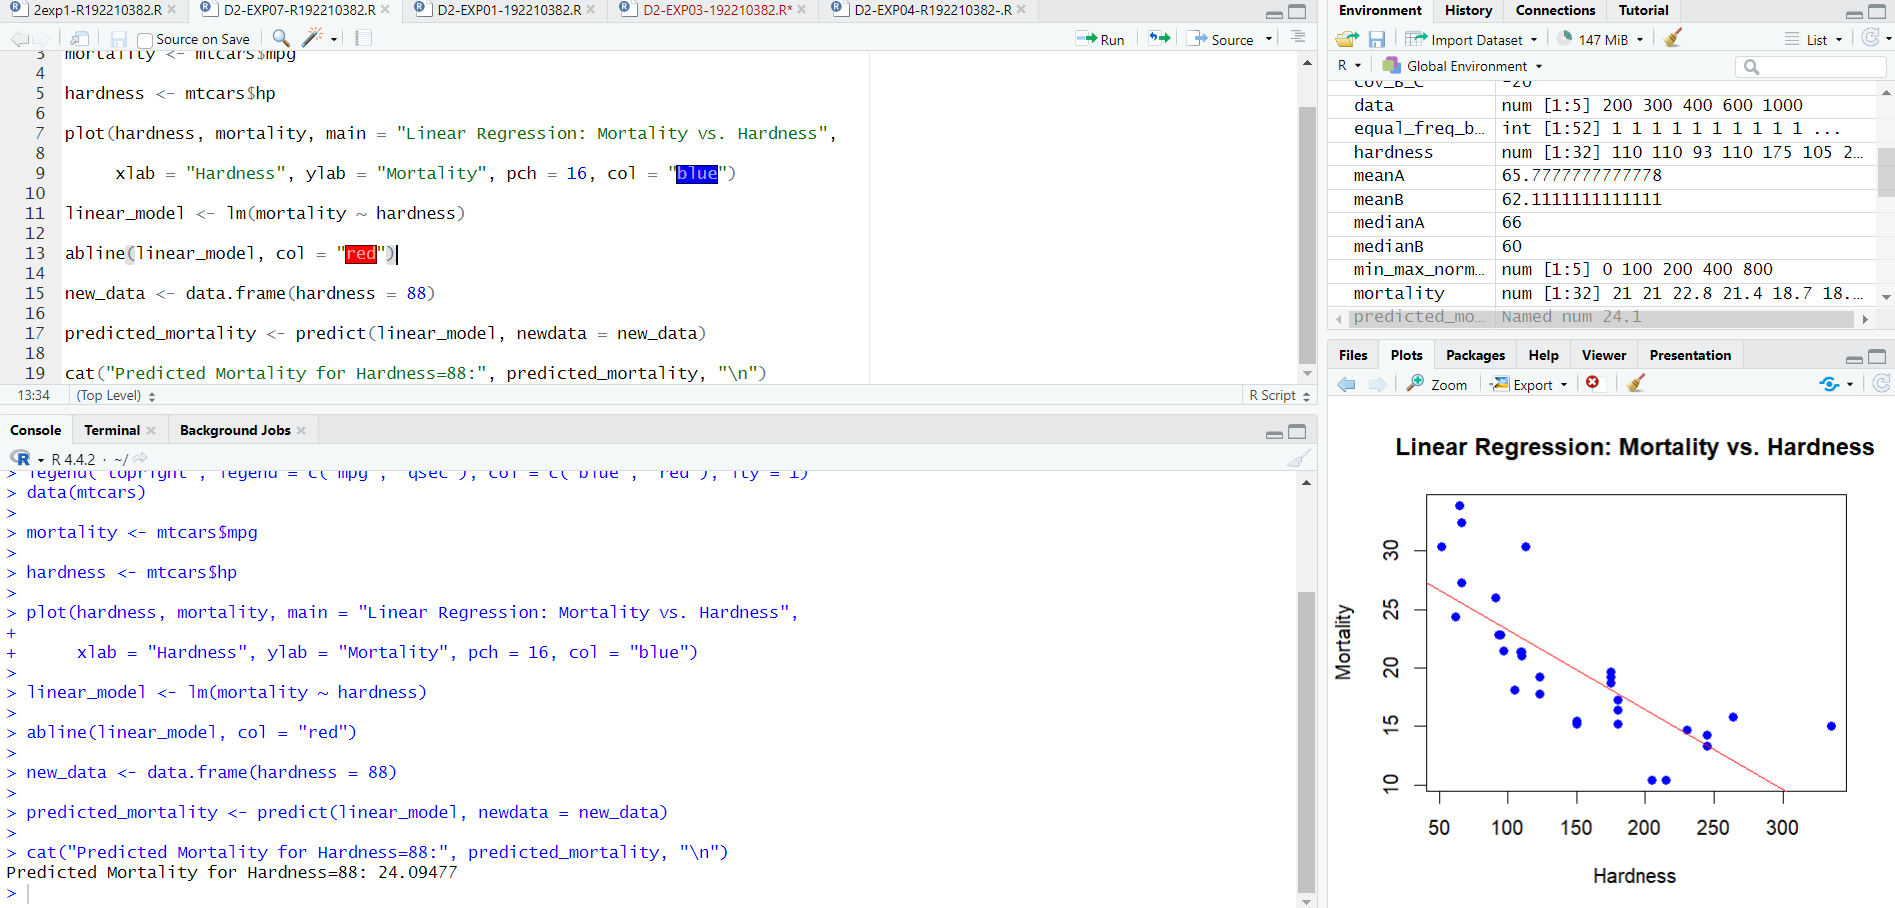 2exp1-R192210382.R
D2-EXP07-R192210382.R
D2-EXP01-192210382.R
D2-EXP03-192210382.R*
D2-EXP04-R192210382-.R
Source on Save
Run
Source
3 mortality <- mtcars$mpg
4
5 hardness <- mtcars$hp
6
7 plot(hardness, mortality, main = "Linear Regression: Mortality vs. Hardness",
8
9 xlab = "Hardness", ylab = "Mortality", pch = 16, col = "blue")
10
11 linear_model <- lm(mortality ~ hardness)
12
13 abline(linear_model, col = "red")
14
15 new_data <- data.frame(hardness = 88)
16
17 predicted_mortality <- predict(linear_model, newdata = new_data)
18
19 cat("Predicted Mortality for Hardness=88:", predicted_mortality, "\n")
13:34 (Top Level) R Script
Console Terminal Background Jobs
R R 4.4.2 · ~/
> legend("topright", legend = c("mpg", "qsec"), col = c("blue", "red"), lty = 1)
> data(mtcars)
>
> mortality <- mtcars$mpg
>
> hardness <- mtcars$hp
>
> plot(hardness, mortality, main = "Linear Regression: Mortality vs. Hardness",
+
+ xlab = "Hardness", ylab = "Mortality", pch = 16, col = "blue")
>
> linear_model <- lm(mortality ~ hardness)
>
> abline(linear_model, col = "red")
>
> new_data <- data.frame(hardness = 88)
>
> predicted_mortality <- predict(linear_model, newdata = new_data)
>
> cat("Predicted Mortality for Hardness=88:", predicted_mortality, "\n")
Predicted Mortality for Hardness=88: 24.09477
>
Environment History Connections Tutorial
Import Dataset 147 MiB List
R Global Environment
cov_B_C -20
data num [1:5] 200 300 400 600 1000
equal_freq_b… int [1:52] 1 1 1 1 1 1 1 1 1 1 ...
hardness num [1:32] 110 110 93 110 175 105 2…
meanA 65.7777777777778
meanB 62.1111111111111
medianA 66
medianB 60
min_max_norm… num [1:5] 0 100 200 400 800
mortality num [1:32] 21 21 22.8 21.4 18.7 18.…
predicted_mo… Named num 24.1
Files Plots Packages Help Viewer Presentation
Zoom Export
Linear Regression: Mortality vs. Hardness
Mortality
30
25
20
15
10
50 100 150 200 250 300
Hardness